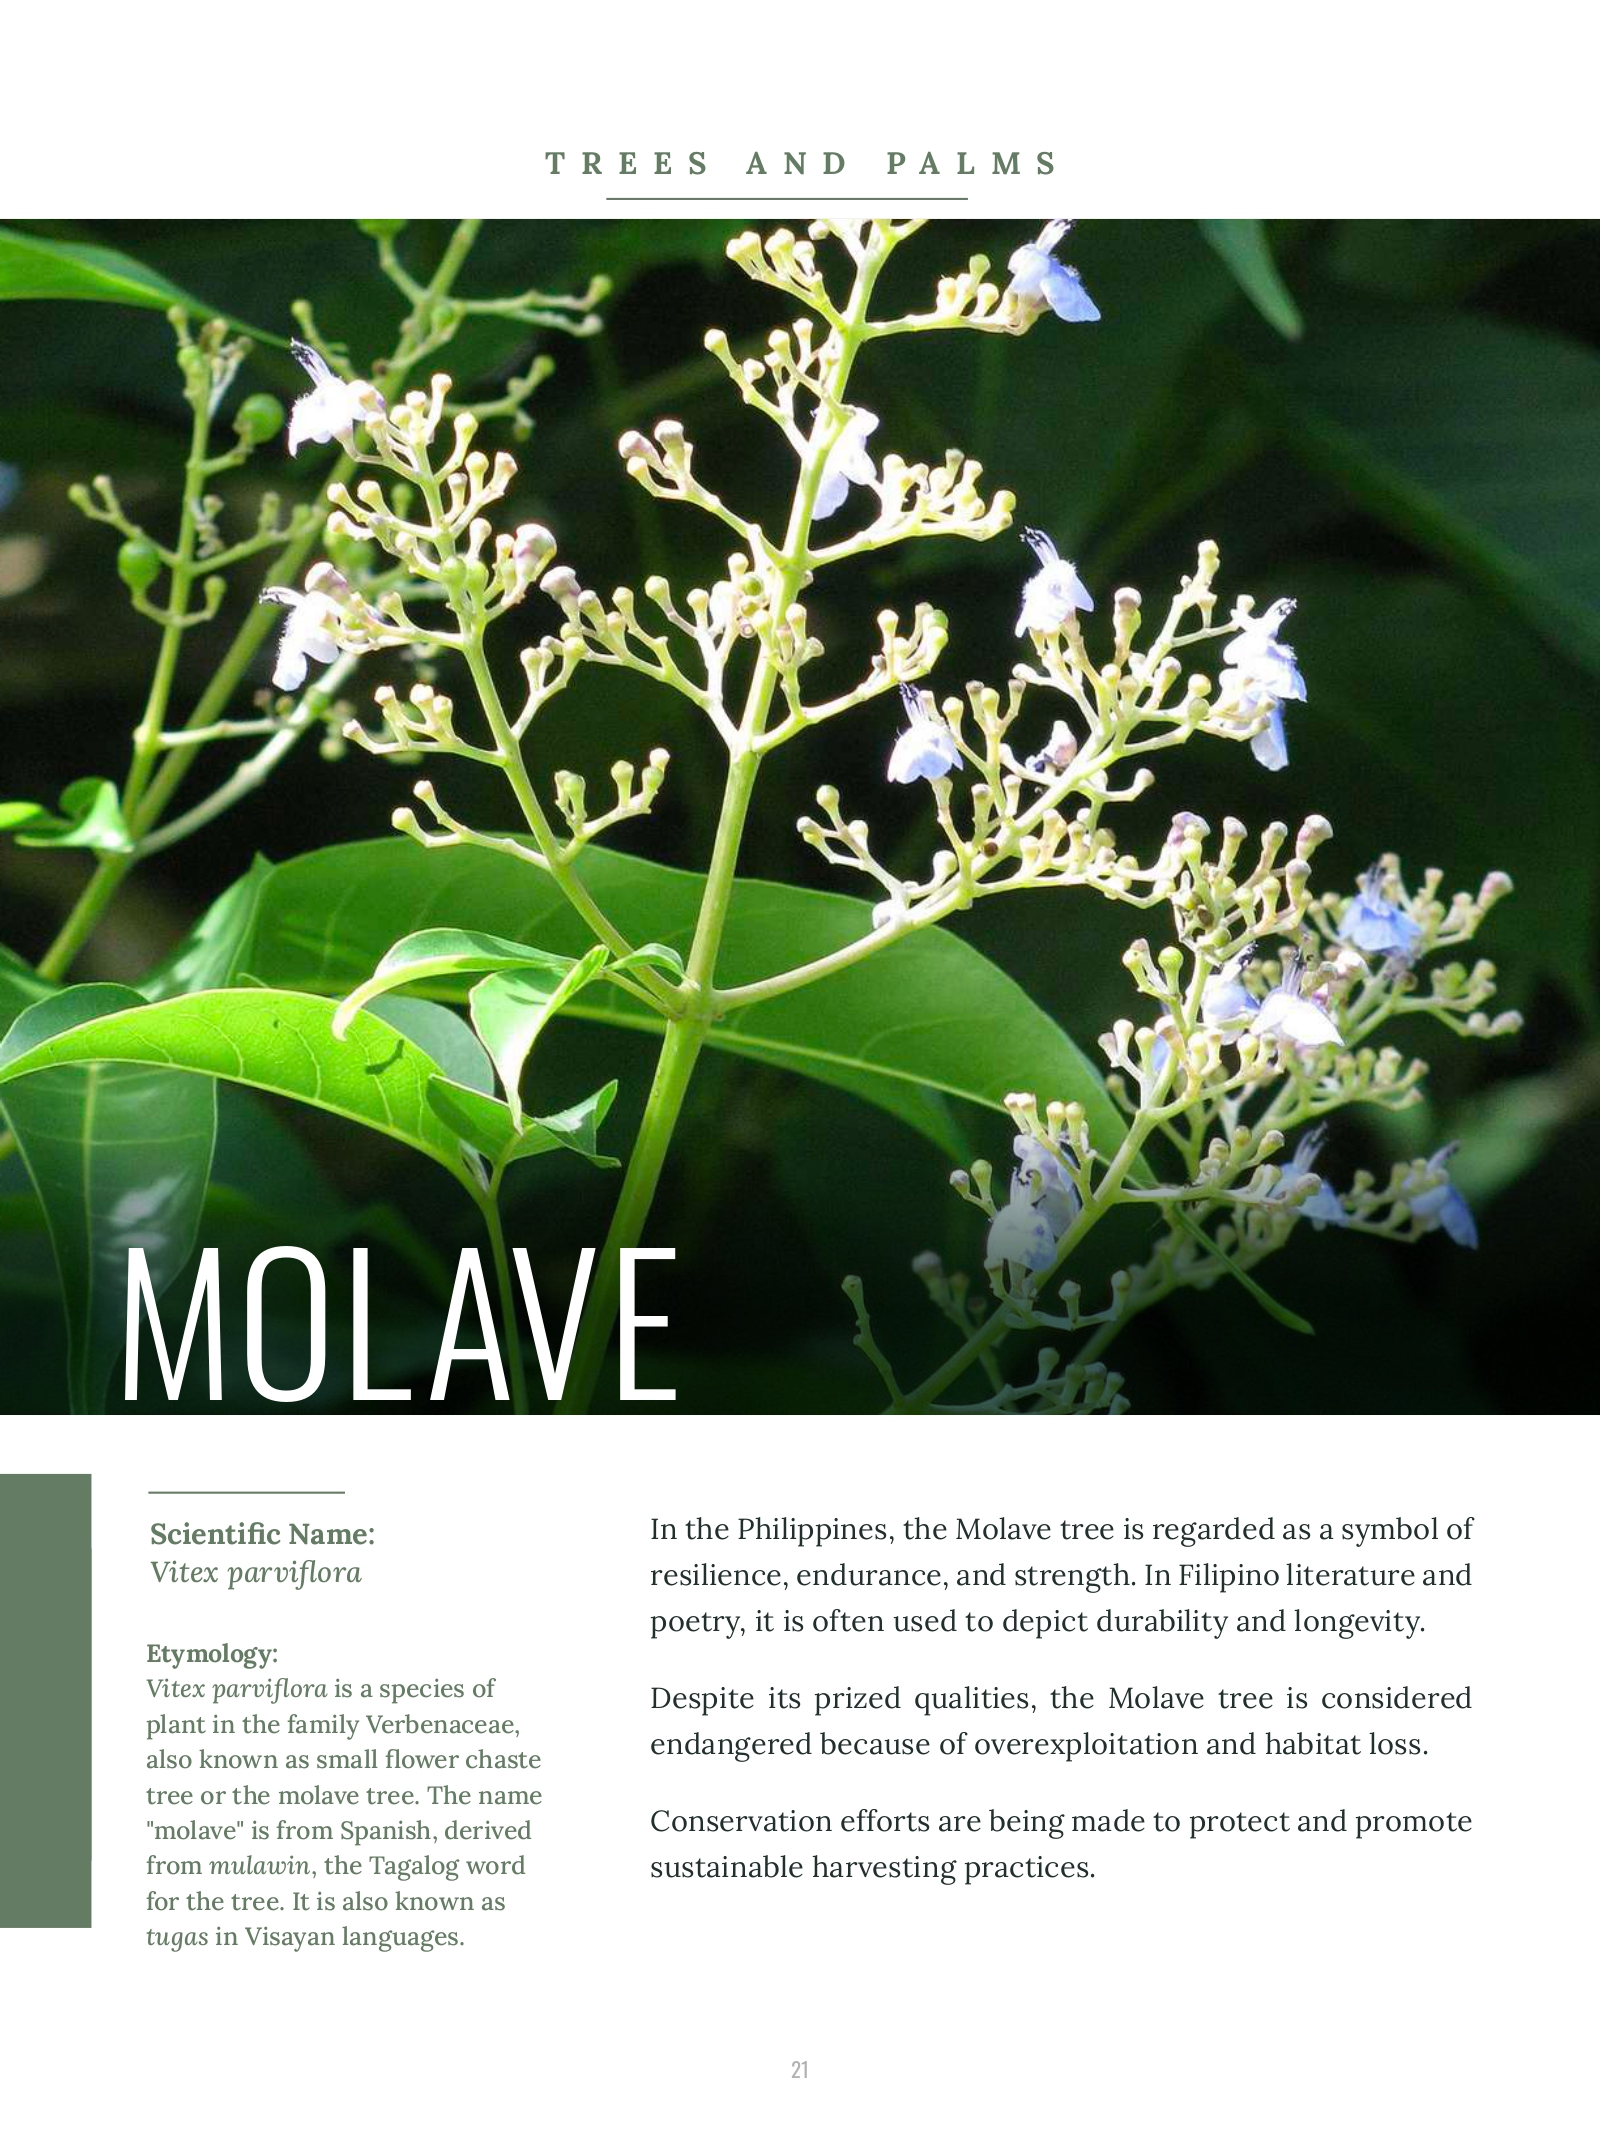 TREES AND PALMS
MOLAVE
Scientific Name:
Vitex parviflora
Etymology:
Vitex parviflora is a species of
plant in the family Verbenaceae,
also known as small flower chaste
tree or the molave tree. The name
"molave" is from Spanish, derived
from mulawin, the Tagalog word
for the tree. It is also known as
tugas in Visayan languages.
In the Philippines, the Molave tree is regarded as a symbol of
resilience, endurance, and strength. In Filipino literature and
poetry, it is often used to depict durability and longevity.
Despite its prized qualities, the Molave tree is considered
endangered because of overexploitation and habitat loss.
Conservation efforts are being made to protect and promote
sustainable harvesting practices.
21